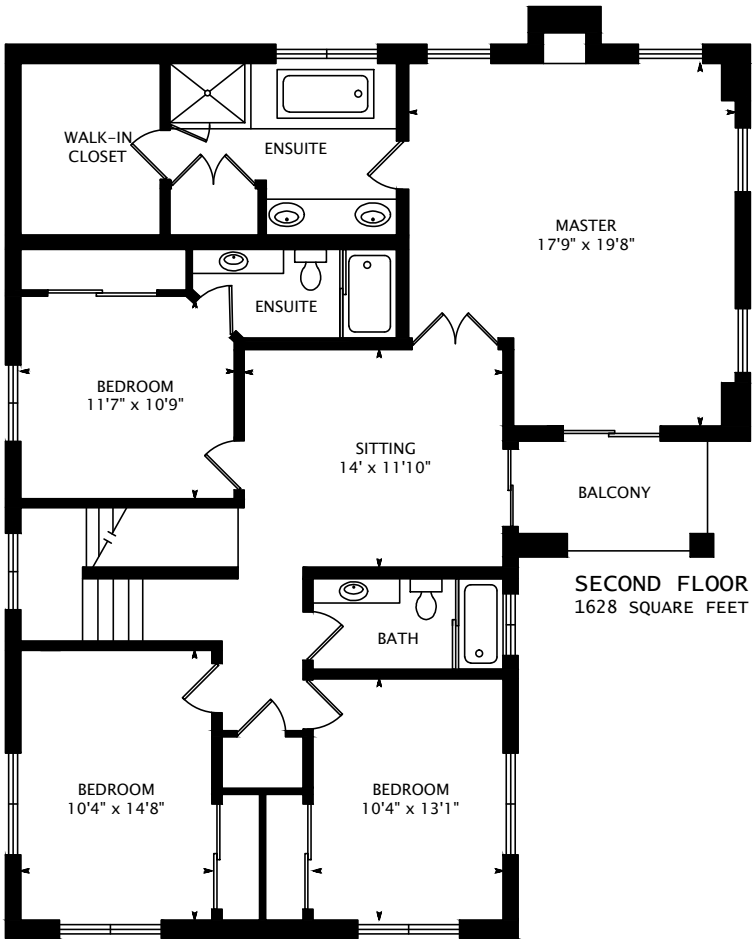 WALK-IN
CLOSET
ENSUITE
MASTER
17'9" x 19'8"
ENSUITE
BEDROOM
11'7" x 10'9"
SITTING
14' x 11'10"
BALCONY
SECOND FLOOR
1628 SQUARE FEET
BATH
BEDROOM
10'4" x 14'8"
BEDROOM
10'4" x 13'1"